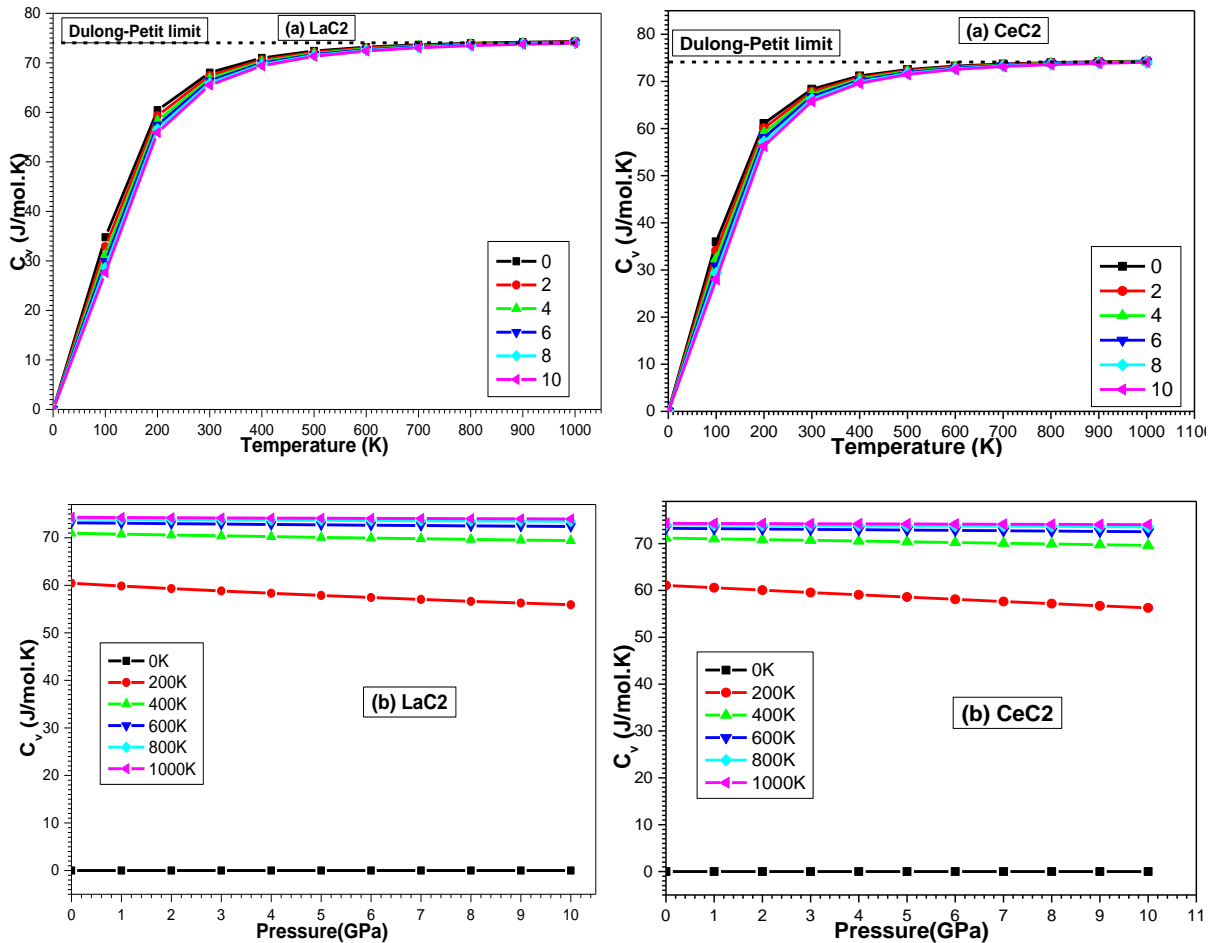 Dulong-Petit limit
(a) LaC2
80
70
60
50
40
30
20
10
0
C_v (J/mol.K)
0
2
4
6
8
10
0 100 200 300 400 500 600 700 800 900 1000
Temperature (K)
Dulong-Petit limit
(a) CeC2
80
70
60
50
40
30
20
10
0
C_v (J/mol.K)
0
2
4
6
8
10
0 100 200 300 400 500 600 700 800 900 1000 1100
Temperature (K)
70
60
50
40
30
20
10
0
C_v (J/mol.K)
0K
200K
400K
600K
800K
1000K
(b) LaC2
0 1 2 3 4 5 6 7 8 9 10
Pressure(GPa)
70
60
50
40
30
20
10
0
C_v (J/mol.K)
0K
200K
400K
600K
800K
1000K
(b) CeC2
0 1 2 3 4 5 6 7 8 9 10 11
Pressure(GPa)